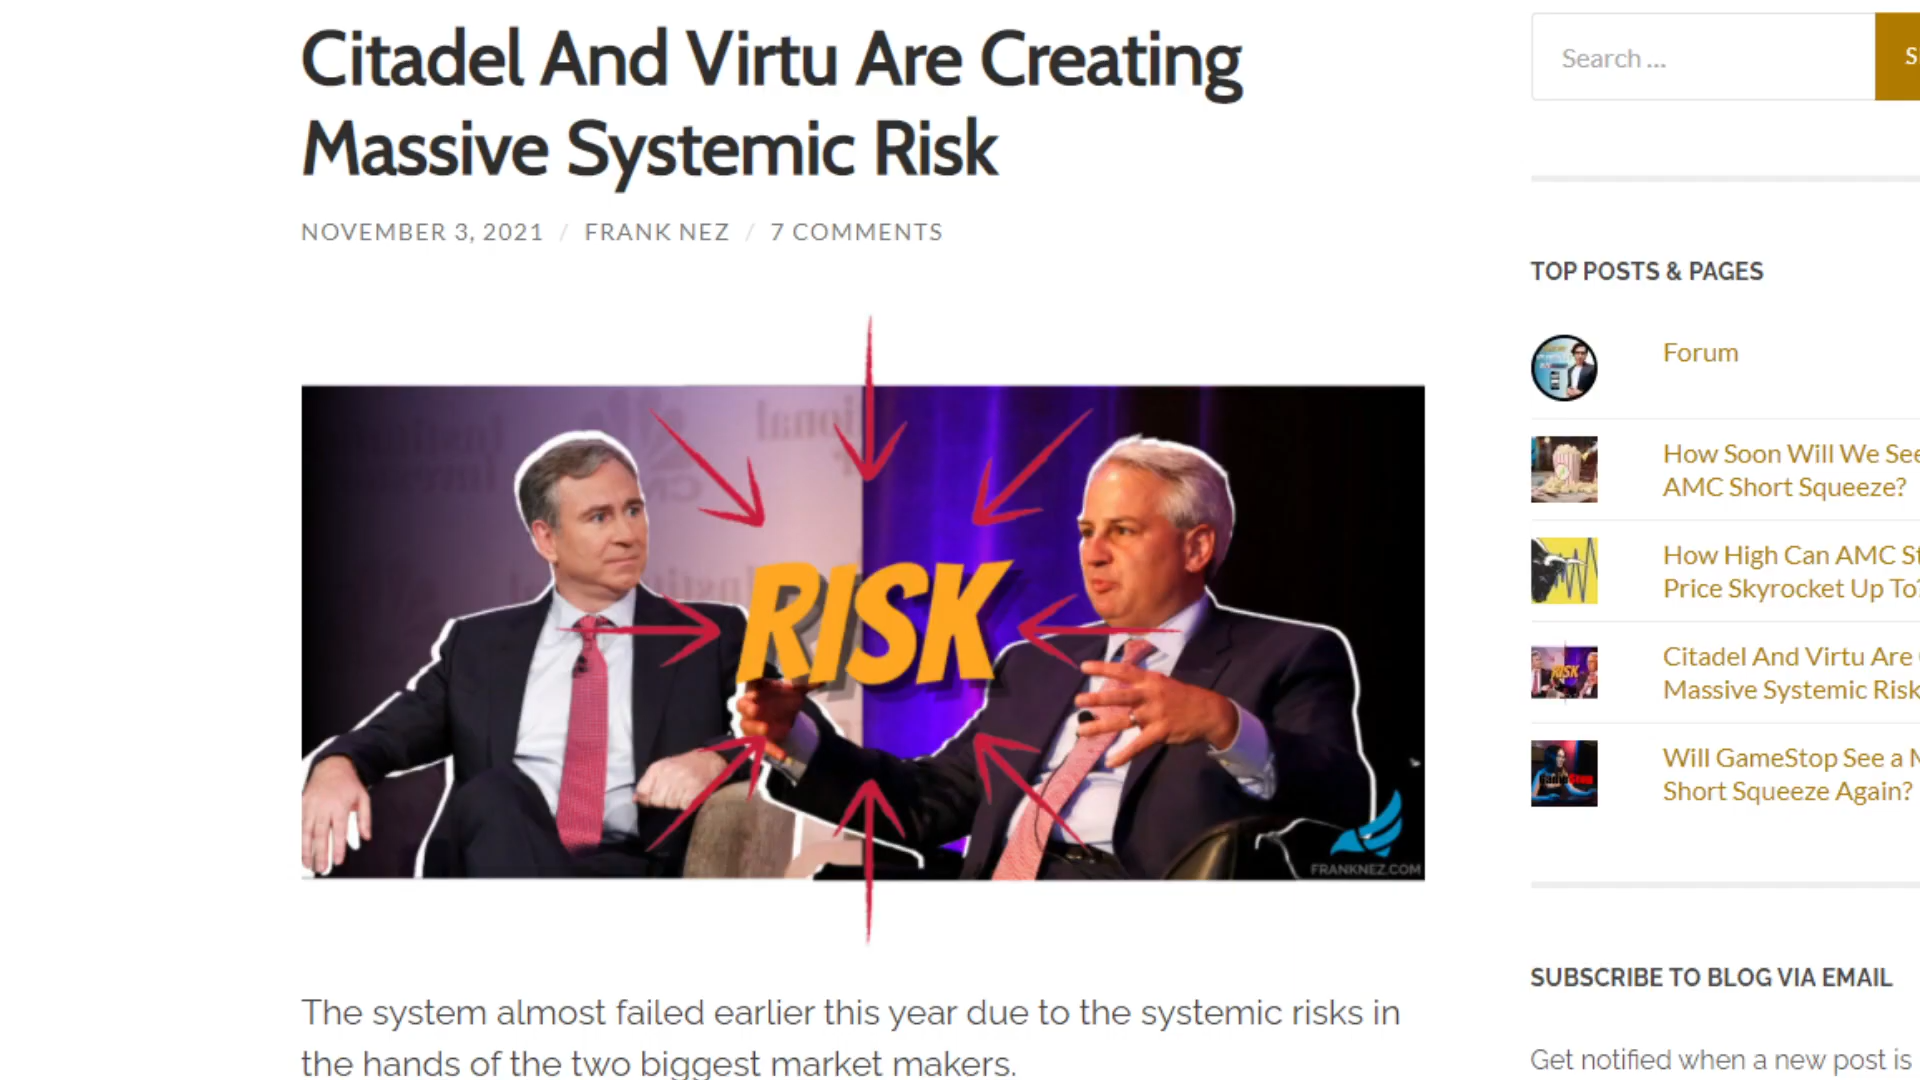 Citadel And Virtu Are Creating
Massive Systemic Risk
NOVEMBER 3, 2021 / FRANK NEZ / 7 COMMENTS
RISK
FRANKNEZ.COM
The system almost failed earlier this year due to the systemic risks in
the hands of the two biggest market makers.
Search ...
TOP POSTS & PAGES
Forum
How Soon Will We See
AMC Short Squeeze?
How High Can AMC St
Price Skyrocket Up To?
Citadel And Virtu Are
Massive Systemic Risk
Will GameStop See a M
Short Squeeze Again?
SUBSCRIBE TO BLOG VIA EMAIL
Get notified when a new post is